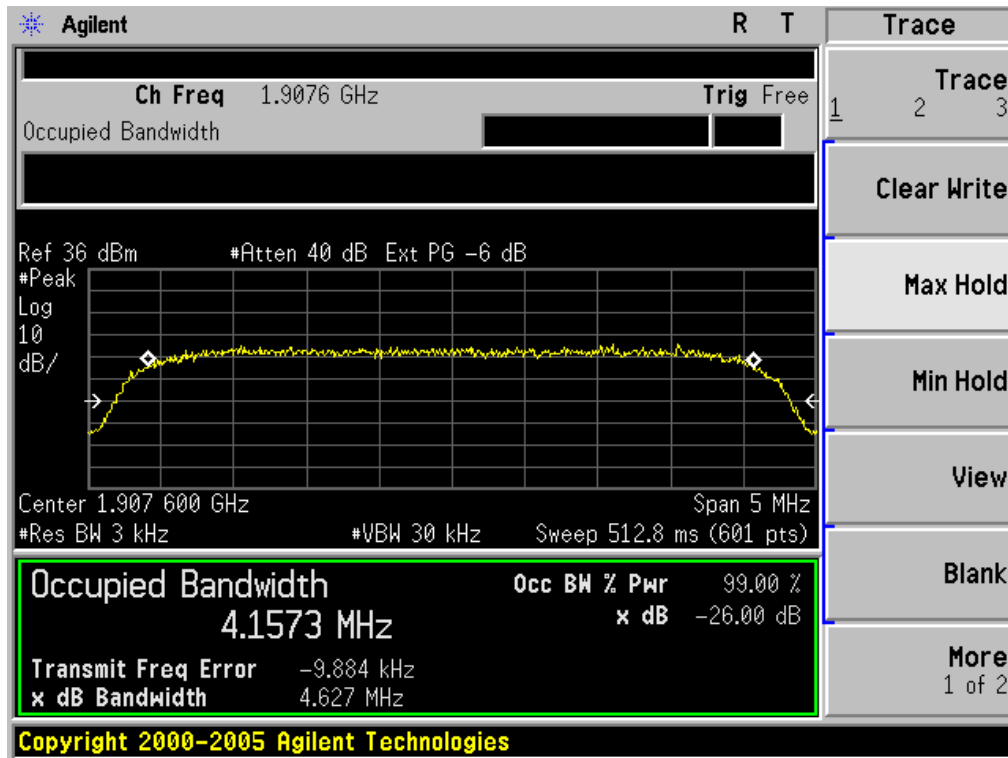 Agilent R T
Trace
Ch Freq 1.9076 GHz Trig Free
Occupied Bandwidth
Trace
1 2 3
Clear Write
Max Hold
Min Hold
View
Blank
More
1 of 2
Ref 36 dBm #Atten 40 dB Ext PG -6 dB
#Peak
Log
10
dB/
Center 1.907 600 GHz Span 5 MHz
#Res BW 3 kHz #VBW 30 kHz Sweep 512.8 ms (601 pts)
Occupied Bandwidth
4.1573 MHz
Occ BW % Pwr 99.00 %
x dB -26.00 dB
Transmit Freq Error -9.884 kHz
x dB Bandwidth 4.627 MHz
Copyright 2000-2005 Agilent Technologies